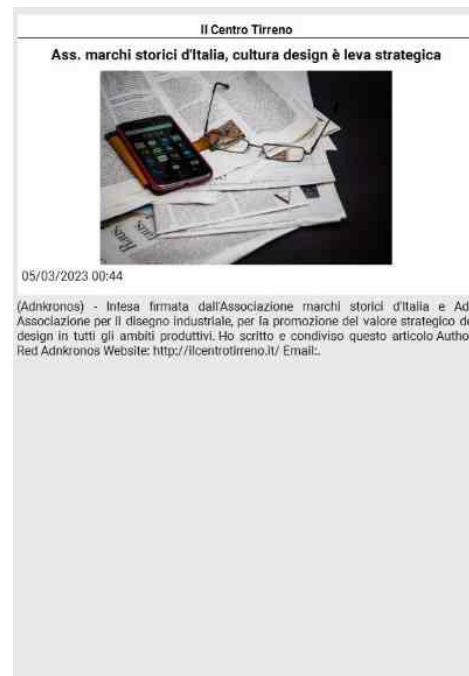 Il Centro Tirreno
Ass. marchi storici d'Italia, cultura design è leva strategica
05/03/2023 00:44
(Adnkronos) - Intesa firmata dall'Associazione marchi storici d'Italia e Ad
Associazione per il disegno industriale, per la promozione del valore strategico de
design in tutti gli ambiti produttivi. Ho scritto e condiviso questo articolo Autho
Red Adnkronos Website: http://ilcentrotirreno.it/ Email:.